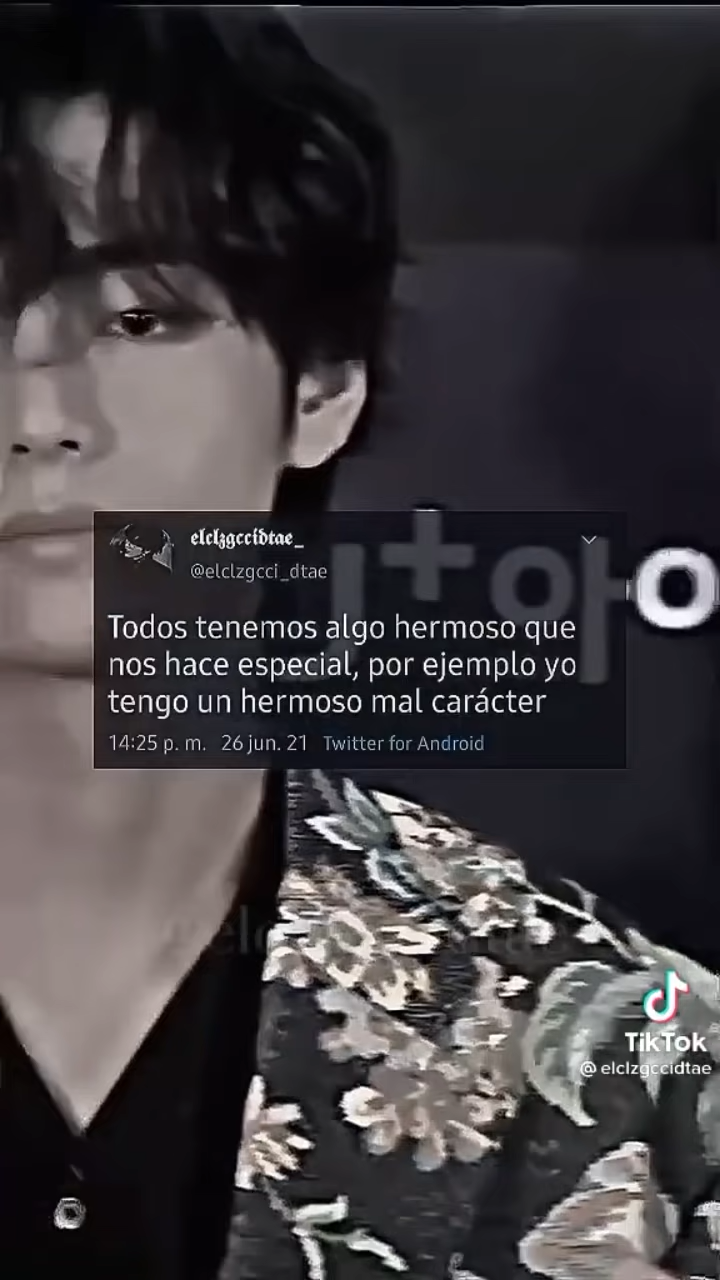 elclzgccidtae_
@elclzgcci_dtae
Todos tenemos algo hermoso que
nos hace especial, por ejemplo yo
tengo un hermoso mal carácter
14:25 p. m. 26 jun. 21 Twitter for Android
TikTok
@elclzgccidtae